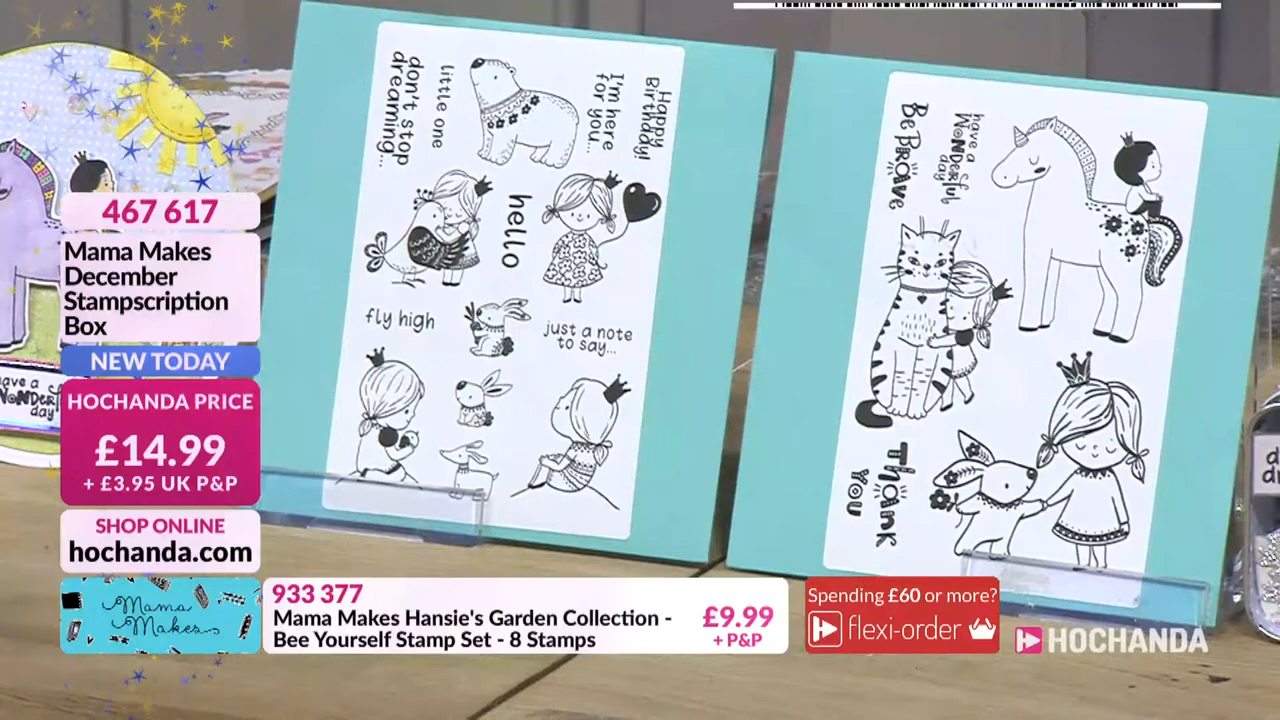 467 617
Mama Makes
December
Stampscription
Box
NEW TODAY
HOCHANDA PRICE
£14.99
+ £3.95 UK P&P
SHOP ONLINE
hochanda.com
Mama
Makes
933 377
Mama Makes Hansie's Garden Collection -
Bee Yourself Stamp Set - 8 Stamps
£9.99
+ P&P
Spending £60 or more?
flexi-order
HOCHANDA
don't stop
dreaming...
little one
I'm here
for you...
Happy
Birthday!
hello
fly high
just a note
to say...
Be Brave
have a
WONDERFUL
day
Thank
You
have a
day